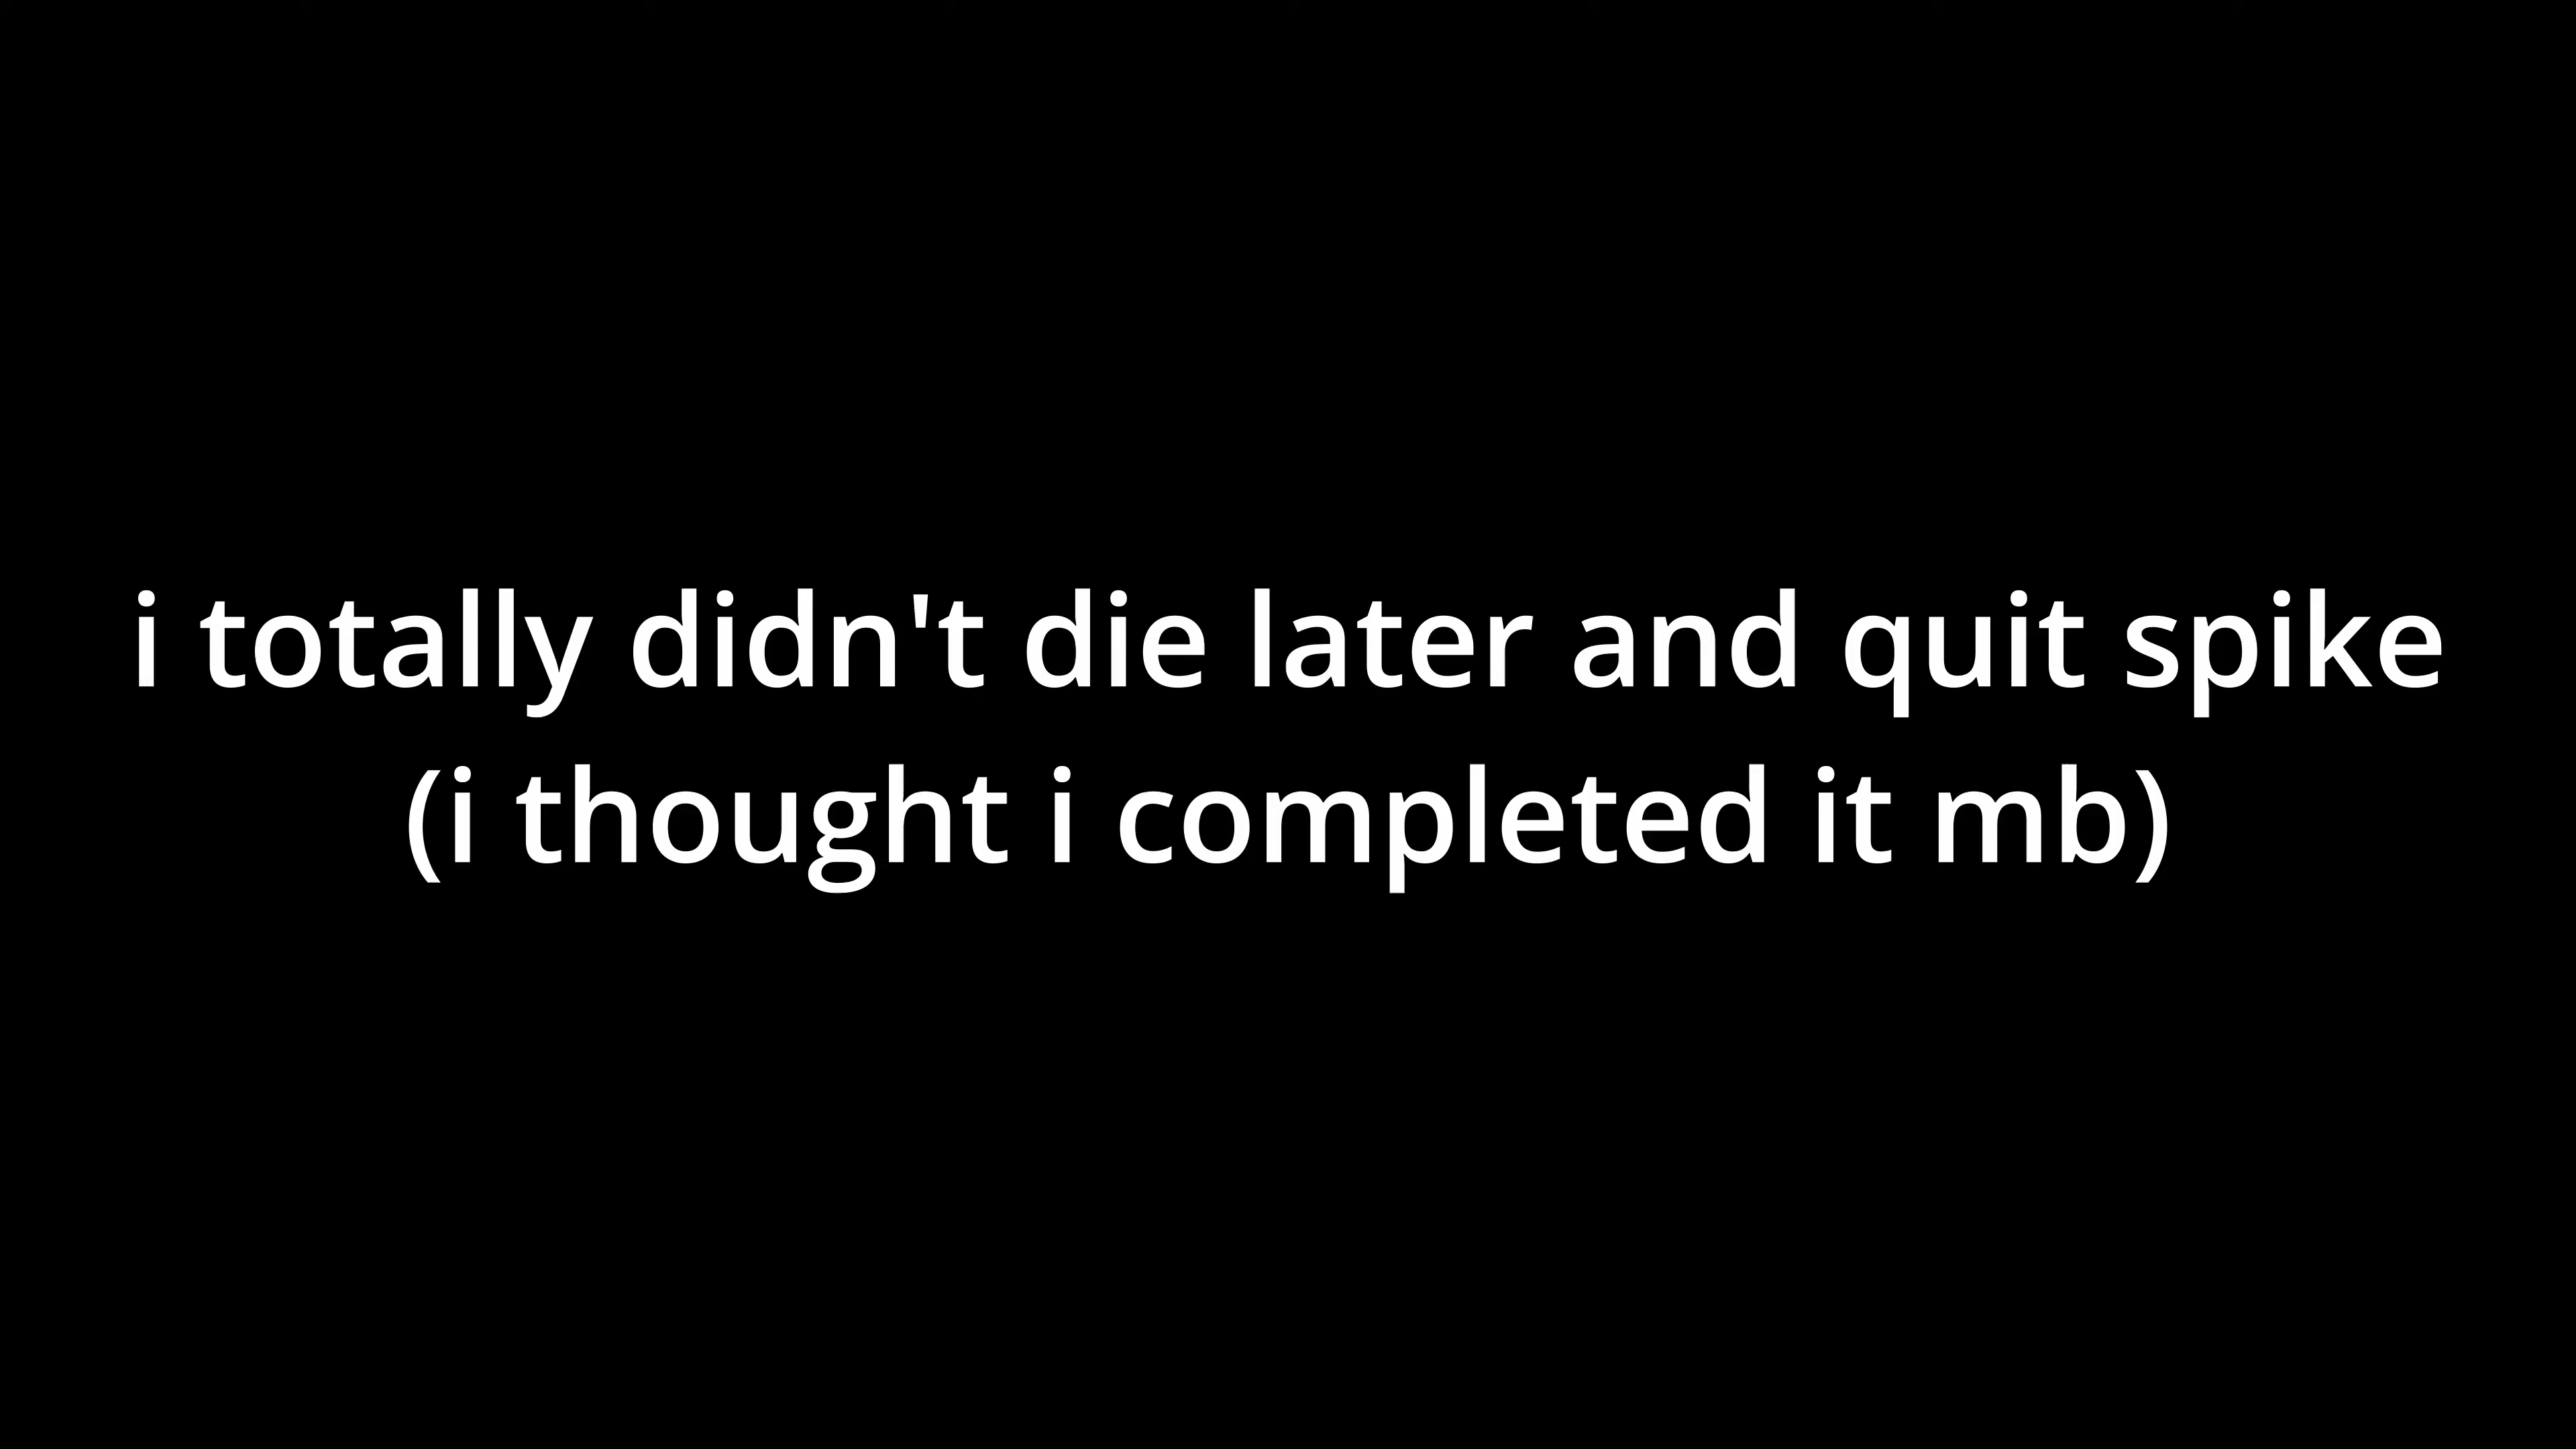 i totally didn't die later and quit spike
(i thought i completed it mb)